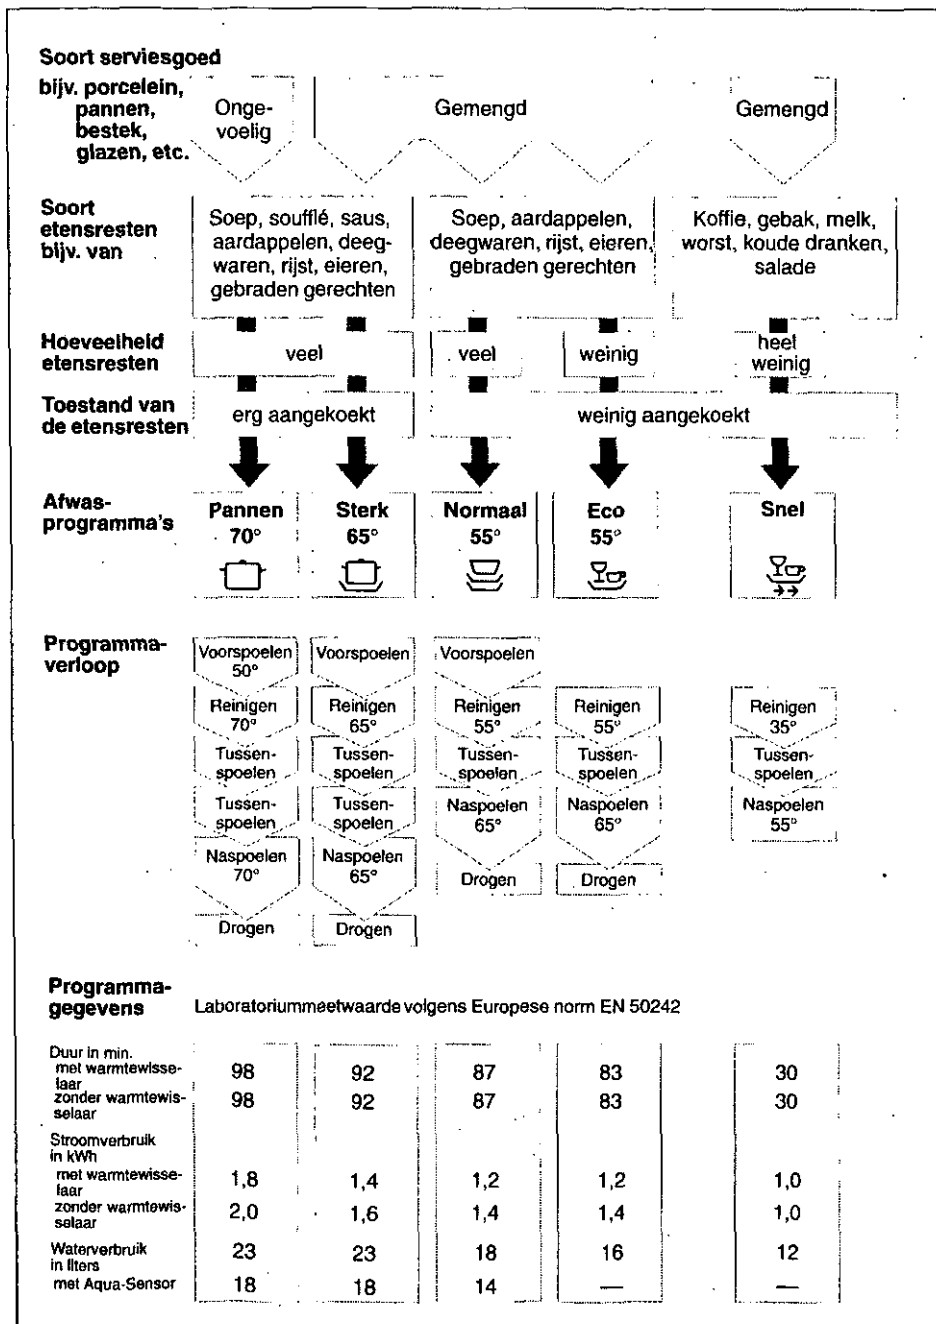 Soort serviesgoed
bijv. porcelein,
pannen,
bestek,
glazen, etc.
Onge-
voelig
Gemengd
Gemengd
Soort
etensresten
bijv. van
Soep, soufflé, saus,
aardappelen, deeg-
waren, rijst, eieren,
gebraden gerechten
Soep, aardappelen,
deegwaren, rijst, eieren,
gebraden gerechten
Koffie, gebak, melk,
worst, koude dranken,
salade
Hoeveelheid
etensresten
veel
veel
weinig
heel
weinig
Toestand van
de etensresten
erg aangekoekt
weinig aangekoekt
Afwas-
programma's
Pannen
70°
Sterk
65°
Normaal
55°
Eco
55°
Snel
Programma-
verloop
Voorspoelen
50°
Voorspoelen
Voorspoelen
Reinigen
70°
Reinigen
65°
Reinigen
55°
Reinigen
55°
Reinigen
35°
Tussen-
spoelen
Tussen-
spoelen
Tussen-
spoelen
Tussen-
spoelen
Tussen-
spoelen
Tussen-
spoelen
Tussen-
spoelen
Naspoelen
65°
Naspoelen
65°
Naspoelen
55°
Naspoelen
70°
Naspoelen
65°
Drogen
Drogen
Drogen
Drogen
Programma-
gegevens
Laboratoriummeetwaarde volgens Europese norm EN 50242
Duur in min.
met warmtewisse-
laar
98 92 87 83 30
zonder warmtewis-
selaar
98 92 87 83 30
Stroomverbruik
in kWh
met warmtewisse-
laar
1,8 1,4 1,2 1,2 1,0
zonder warmtewis-
selaar
2,0 1,6 1,4 1,4 1,0
Waterverbruik
in liters
23 23 18 16 12
met Aqua-Sensor 18 18 14 — —